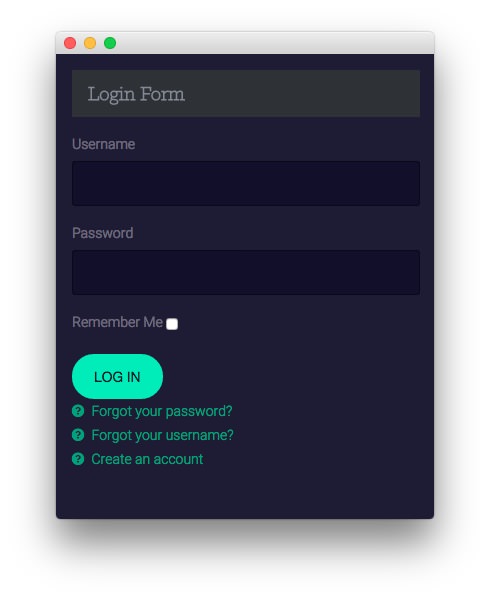 Login Form
Username
Password
Remember Me
LOG IN
? Forgot your password?
? Forgot your username?
? Create an account